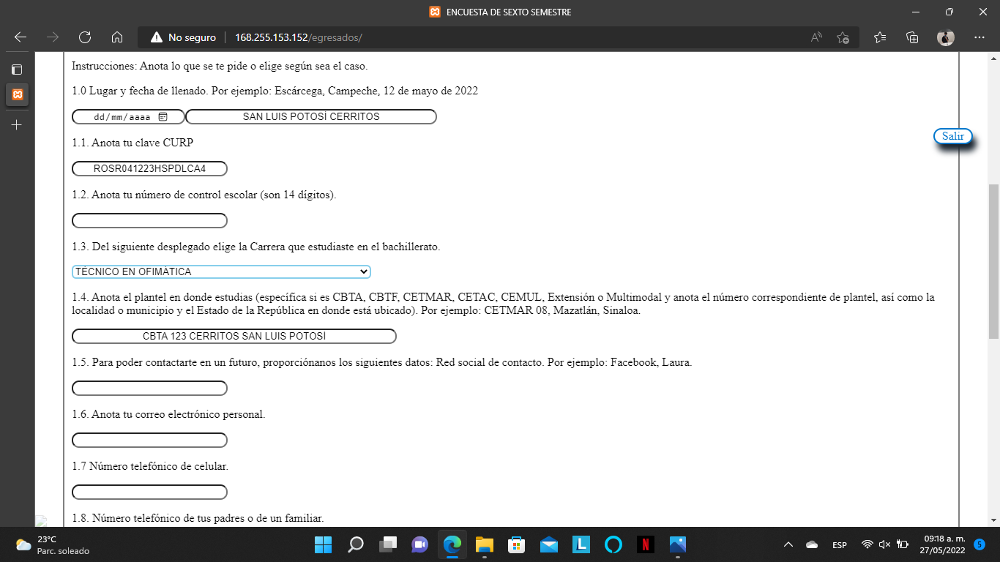 ENCUESTA DE SEXTO SEMESTRE
No seguro
168.255.153.152/egresados/
Instrucciones: Anota lo que se te pide o elige según sea el caso.
1.0 Lugar y fecha de llenado. Por ejemplo: Escárcega, Campeche, 12 de mayo de 2022
dd/mm/aaaa SAN LUIS POTOSÍ CERRITOS
Salir
1.1. Anota tu clave CURP
ROSR041223HSPDLCA4
1.2. Anota tu número de control escolar (son 14 dígitos).
1.3. Del siguiente desplegado elige la Carrera que estudiaste en el bachillerato.
TÉCNICO EN OFIMÁTICA
1.4. Anota el plantel en donde estudias (específica si es CBTA, CBTF, CETMAR, CETAC, CEMUL, Extensión o Multimodal y anota el número correspondiente de plantel, así como la
localidad o municipio y el Estado de la República en donde está ubicado). Por ejemplo: CETMAR 08, Mazatlán, Sinaloa.
CBTA 123 CERRITOS SAN LUIS POTOSÍ
1.5. Para poder contactarte en un futuro, proporciónanos los siguientes datos: Red social de contacto. Por ejemplo: Facebook, Laura.
1.6. Anota tu correo electrónico personal.
1.7 Número telefónico de celular.
1.8. Número telefónico de tus padres o de un familiar.
23°C
Parc. soleado
L
N
ESP
09:18 a. m.
27/05/2022
5